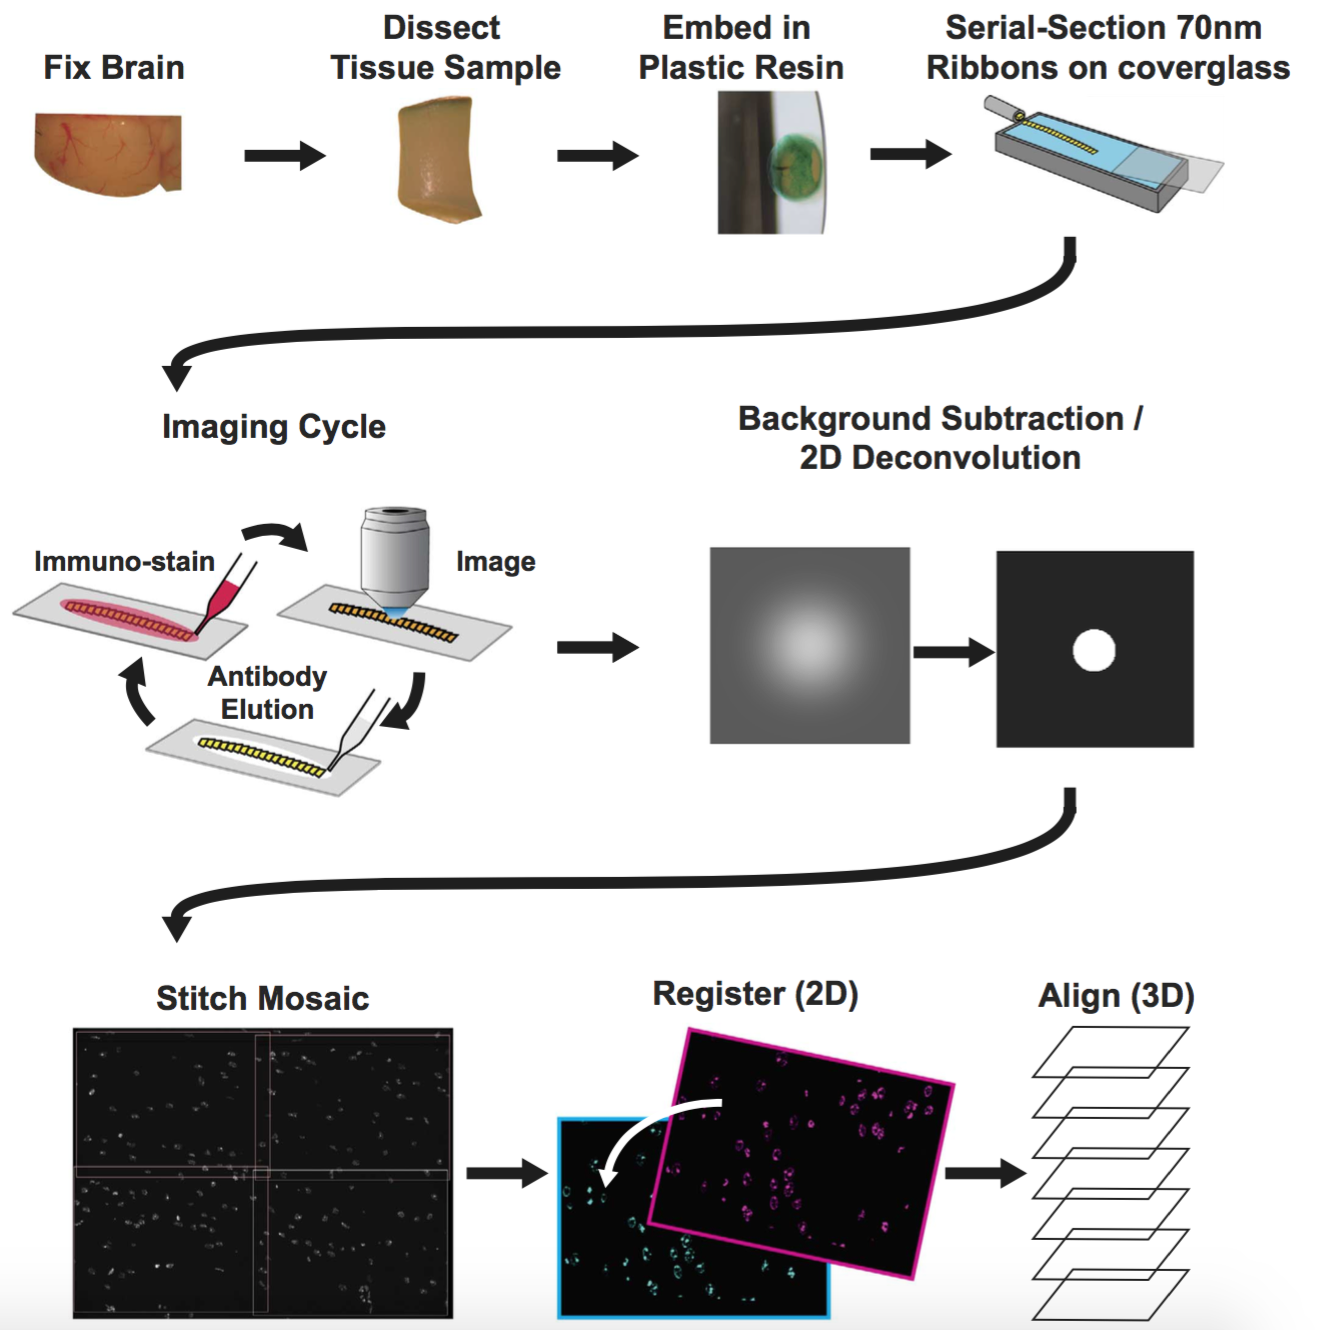 Fix Brain
Dissect
Tissue Sample
Embed in
Plastic Resin
Serial-Section 70nm
Ribbons on coverglass
Imaging Cycle
Immuno-stain
Image
Antibody
Elution
Background Subtraction /
2D Deconvolution
Stitch Mosaic
Register (2D)
Align (3D)